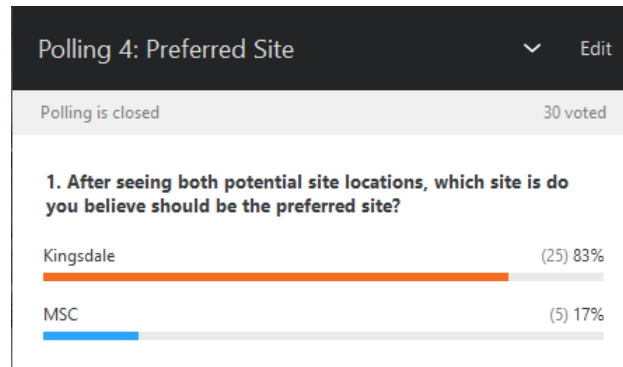 Polling 4: Preferred Site
Edit
Polling is closed
30 voted
1. After seeing both potential site locations, which site is do
you believe should be the preferred site?
Kingsdale
(25) 83%
MSC
(5) 17%